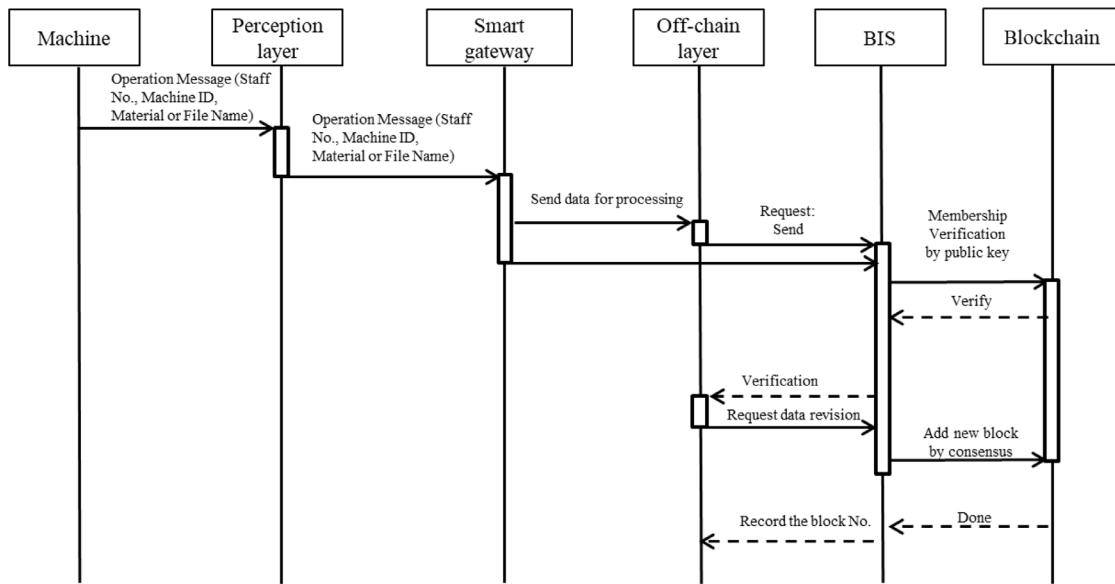 Machine
Perception
layer
Smart
gateway
Off-chain
layer
BIS
Blockchain
Operation Message (Staff
No., Machine ID,
Material or File Name)
Operation Message (Staff
No., Machine ID,
Material or File Name)
Send data for processing
Request:
Send
Membership
Verification
by public key
Verify
Verification
Request data revision
Add new block
by consensus
Done
Record the block No.